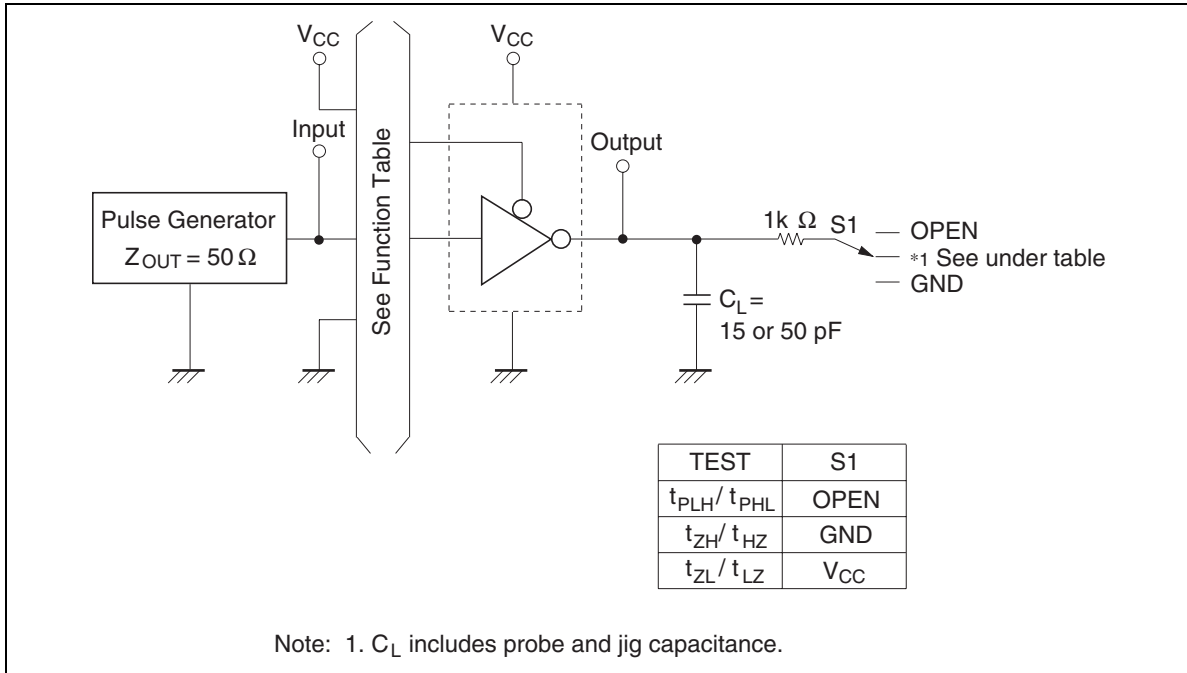 VCC
VCC
Input
Output
See Function Table
Pulse Generator
ZOUT = 50 Ω
1k Ω
S1
OPEN
*1 See under table
GND
CL =
15 or 50 pF
TEST S1
tPLH / tPHL OPEN
tZH / tHZ GND
tZL / tLZ VCC
Note: 1. CL includes probe and jig capacitance.